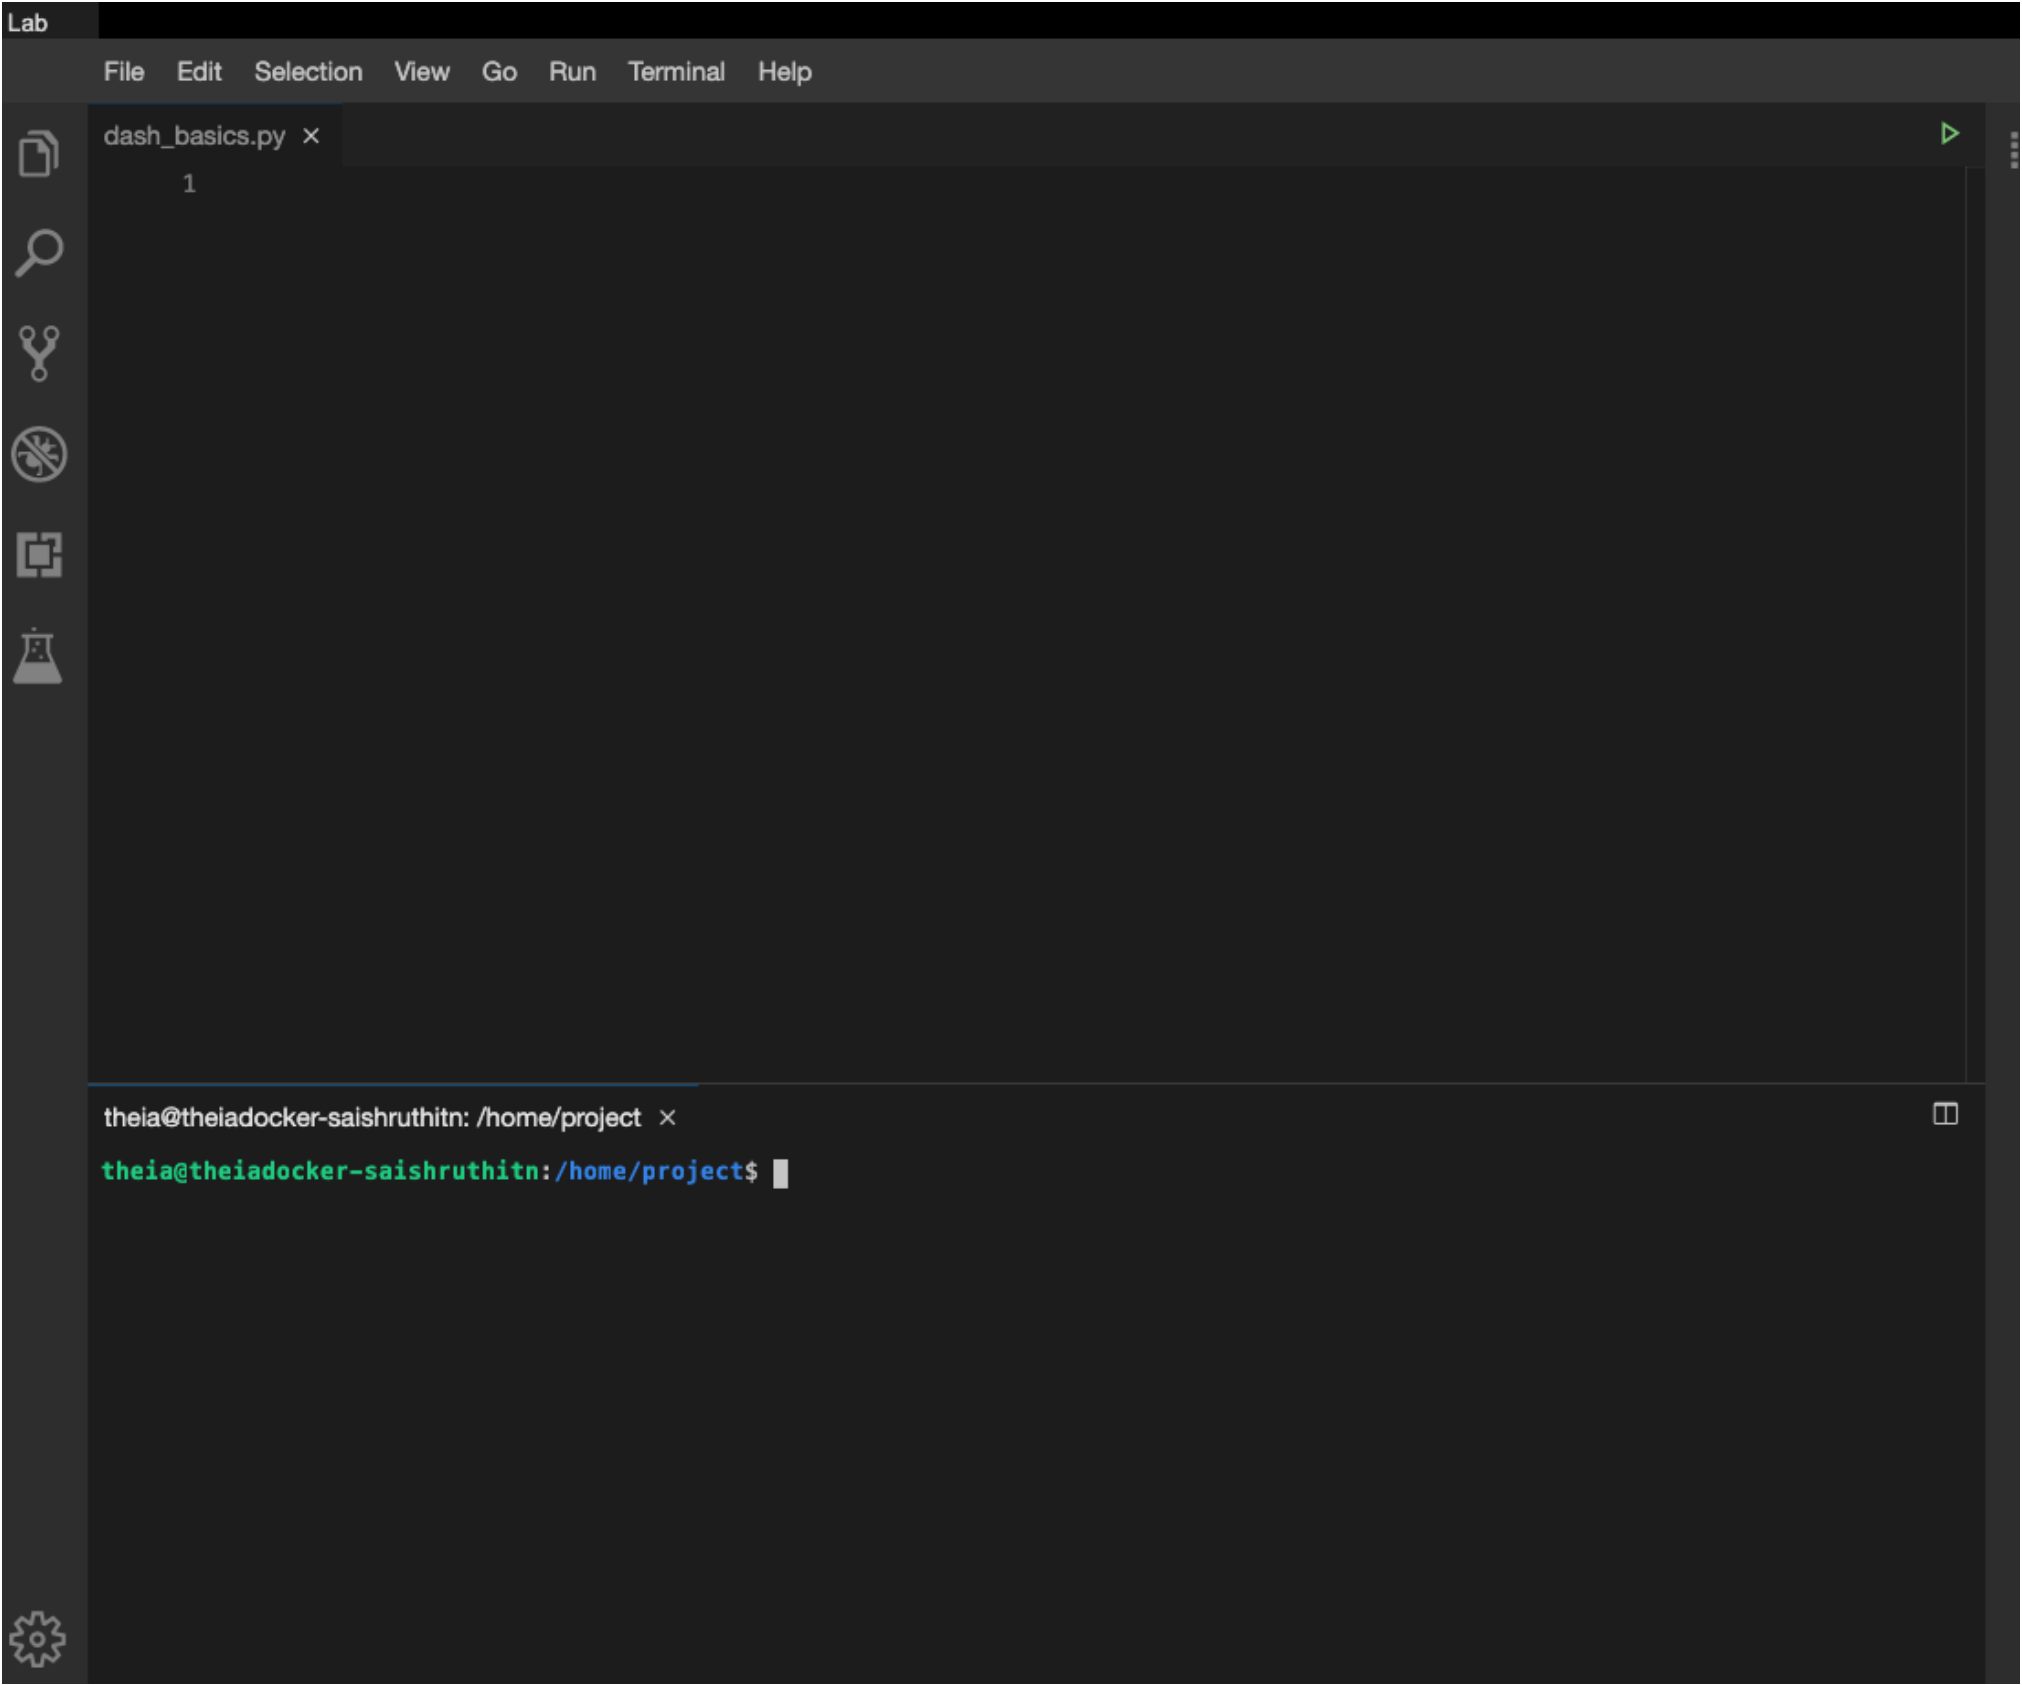 Lab
File Edit Selection View Go Run Terminal Help
dash_basics.py ×
1
theia@theiadocker-saishruthitn: /home/project ×
theia@theiadocker-saishruthitn:/home/project$